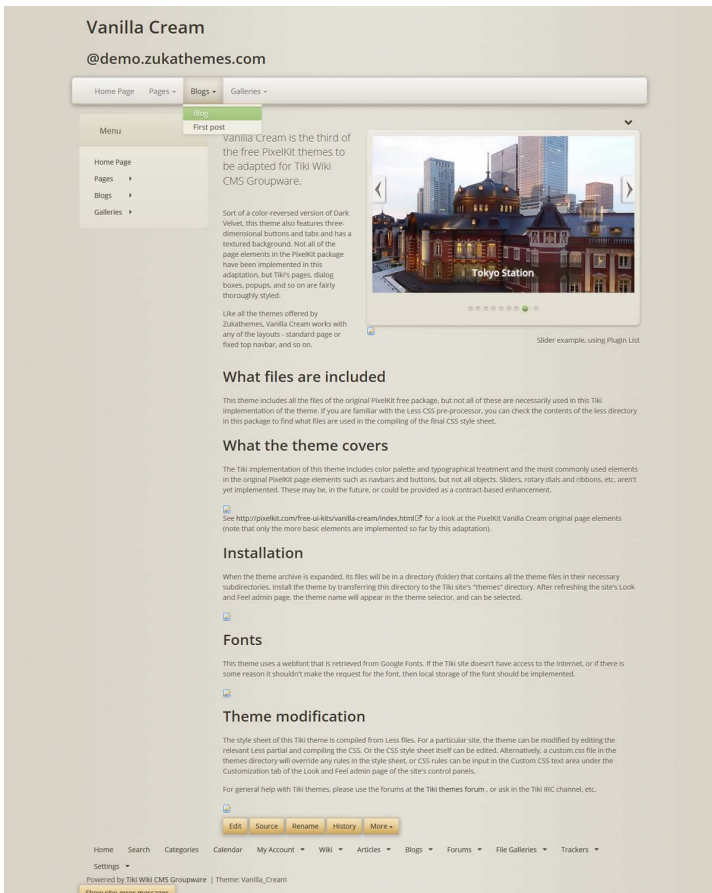 Vanilla Cream
@demo.zukathemes.com
Home Page Pages Blogs Galleries
Blog
First post
Menu
Home Page
Pages
Blogs
Galleries
Vanilla Cream is the third of
the free PixelKit themes to
be adapted for Tiki Wiki
CMS Groupware.
Sort of a color-reversed version of Dark
Velvet, this theme also features three-
dimensional buttons and tabs and has a
textured background. Not all of the
page elements in the PixelKit package
have been implemented in this
adaptation, but Tiki's pages, dialog
boxes, popups, and so on are fairly
thoroughly styled.
Like all the themes offered by
Zukathemes, Vanilla Cream works with
any of the layouts - standard page or
fixed top navbar, and so on.
Tokyo Station
Slider example, using Plugin List
What files are included
This theme includes all the files of the original PixelKit free package, but not all of these are necessarily used in this Tiki
implementation of the theme. If you are familiar with the Less CSS pre-processor, you can check the contents of the less directory
in this package to find what files are used in the compiling of the final CSS style sheet.
What the theme covers
The Tiki implementation of this theme includes color palette and typographical treatment and the most commonly used elements
in the original PixelKit page elements such as navbars and buttons, but not all objects. Sliders, rotary dials and ribbons, etc. aren't
yet implemented. These may be, in the future, or could be provided as a contract-based enhancement.
See http://pixelkit.com/free-ui-kits/vanilla-cream/index.html for a look at the PixelKit Vanilla Cream original page elements
(note that only the more basic elements are implemented so far by this adaptation).
Installation
When the theme archive is expanded, its files will be in a directory (folder) that contains all the theme files in their necessary
subdirectories. Install the theme by transferring this directory to the Tiki site's "themes" directory. After refreshing the site's Look
and Feel admin page, the theme name will appear in the theme selector, and can be selected.
Fonts
This theme uses a webfont that is retrieved from Google Fonts. If the Tiki site doesn't have access to the Internet, or if there is
some reason it shouldn't make the request for the font, then local storage of the font should be implemented.
Theme modification
The style sheet of this Tiki theme is compiled from Less files. For a particular site, the theme can be modified by editing the
relevant Less partial and compiling the CSS. Or the CSS style sheet itself can be edited. Alternatively, a custom.css file in the
themes directory will override any rules in the style sheet, or CSS rules can be input in the Custom CSS text area under the
Customization tab of the Look and Feel admin page of the site's control panels.
For general help with Tiki themes, please use the forums at the Tiki themes forum , or ask in the Tiki IRC channel, etc.
Edit Source Rename History More
Home Search Categories Calendar My Account Wiki Articles Blogs Forums File Galleries Trackers
Settings
Powered by Tiki Wiki CMS Groupware | Theme: Vanilla_Cream
Show php error messages